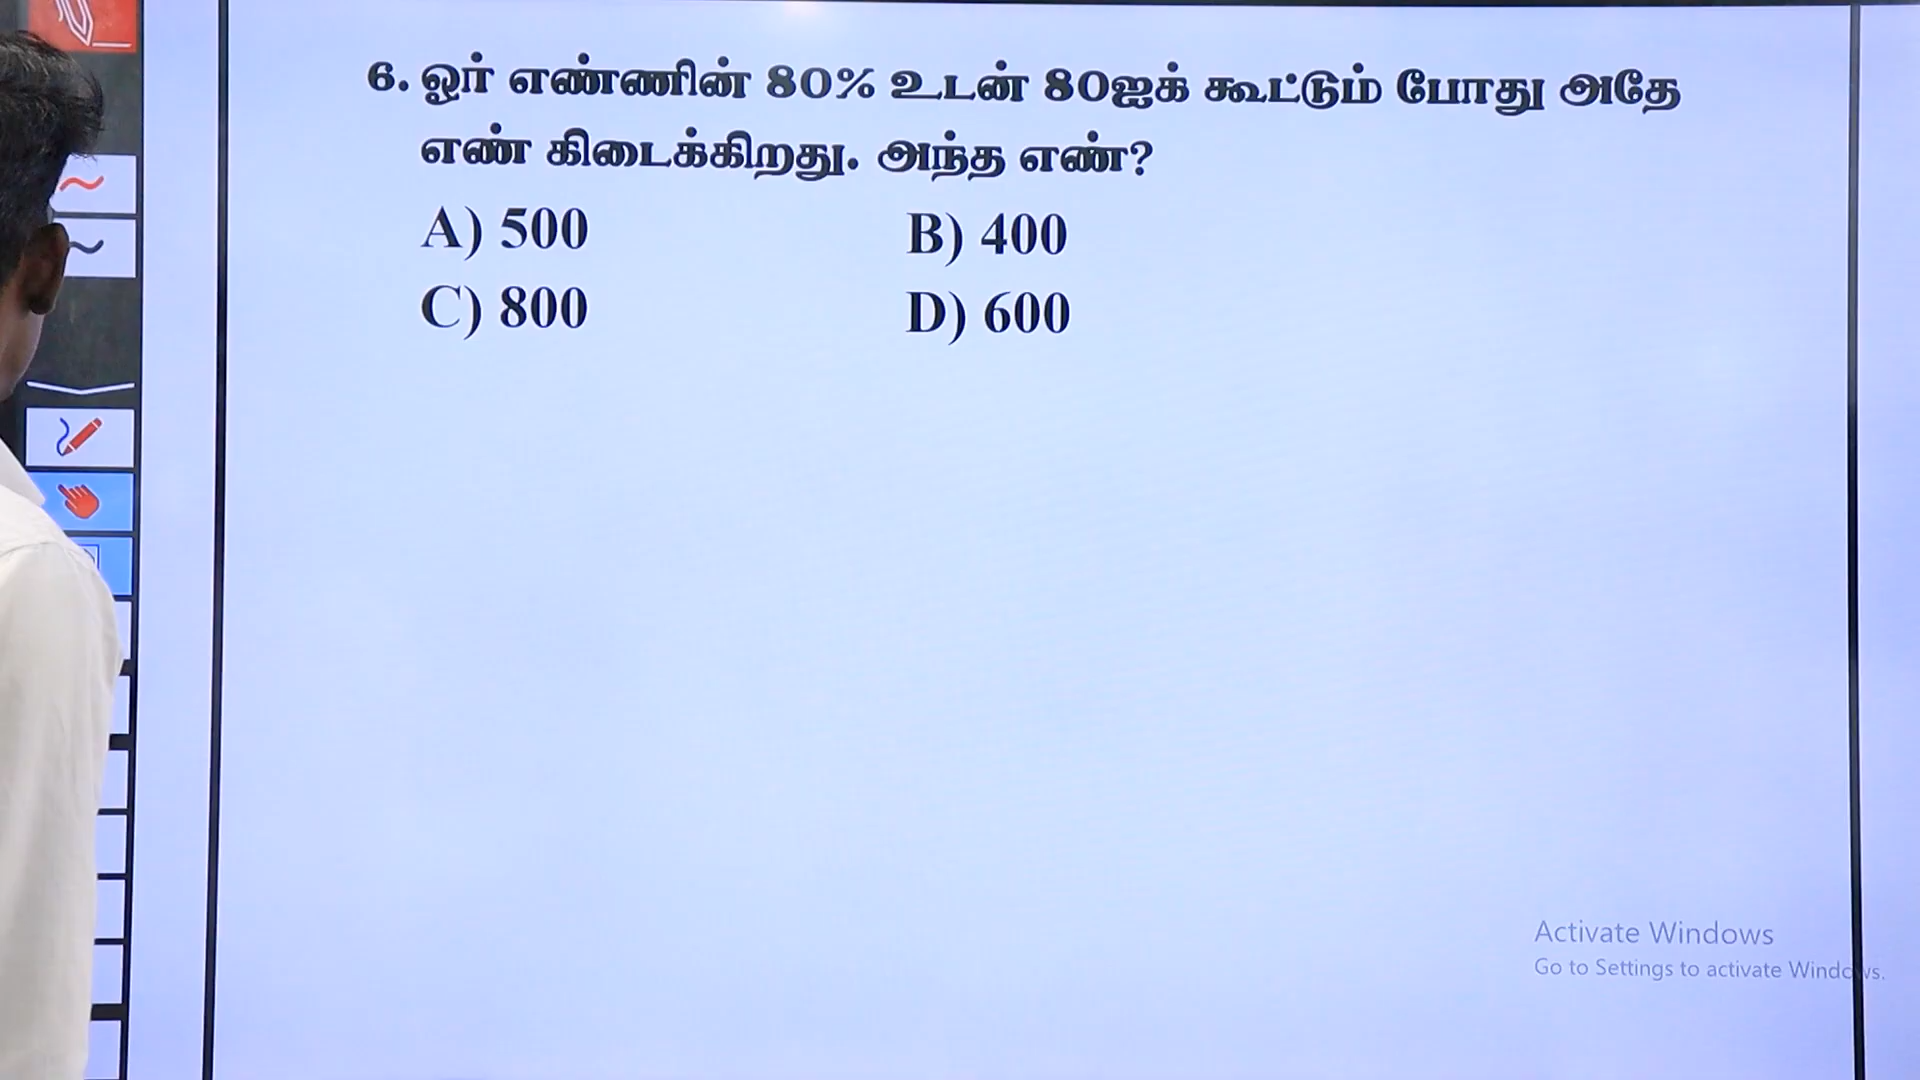 6. ஓர் எண்ணின் 80% உடன் 80ஐக் கூட்டும் போது அதே
எண் கிடைக்கிறது. அந்த எண்?
A) 500 B) 400
C) 800 D) 600
Activate Windows
Go to Settings to activate Windows.